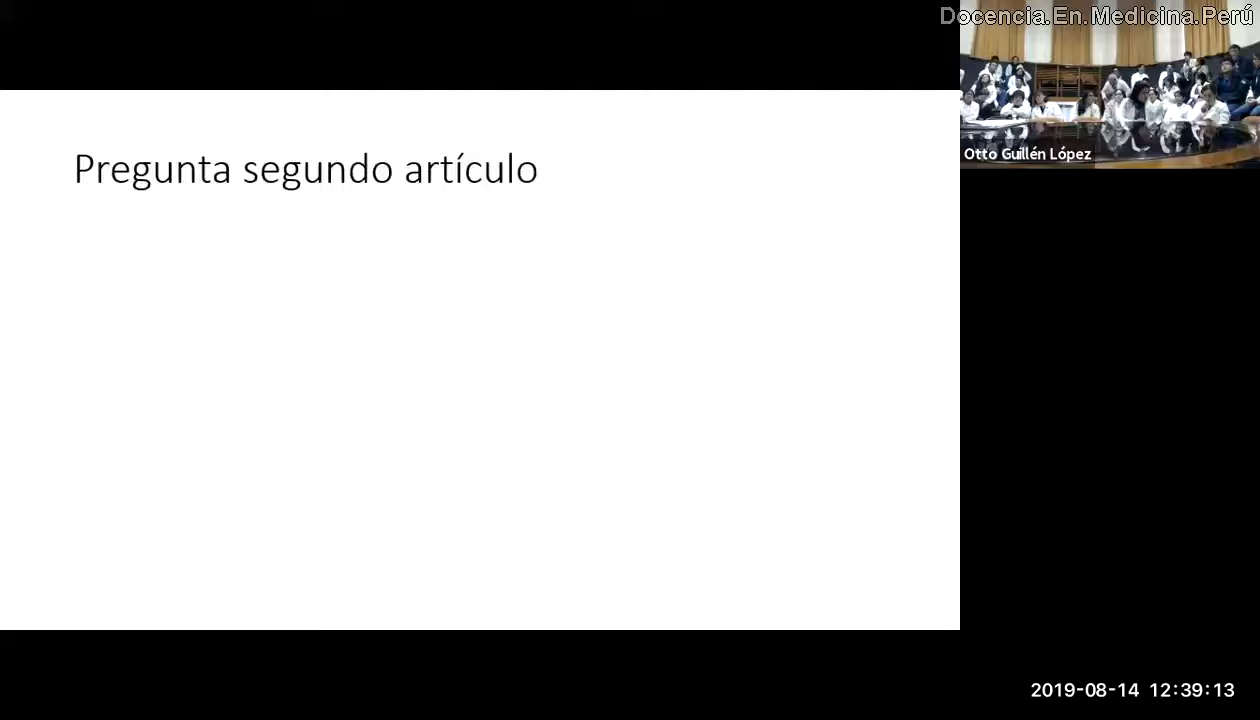 Docencia.En.Medicina.Perú
Pregunta segundo artículo
Otto Guillén López
2019-08-14 12:39:13